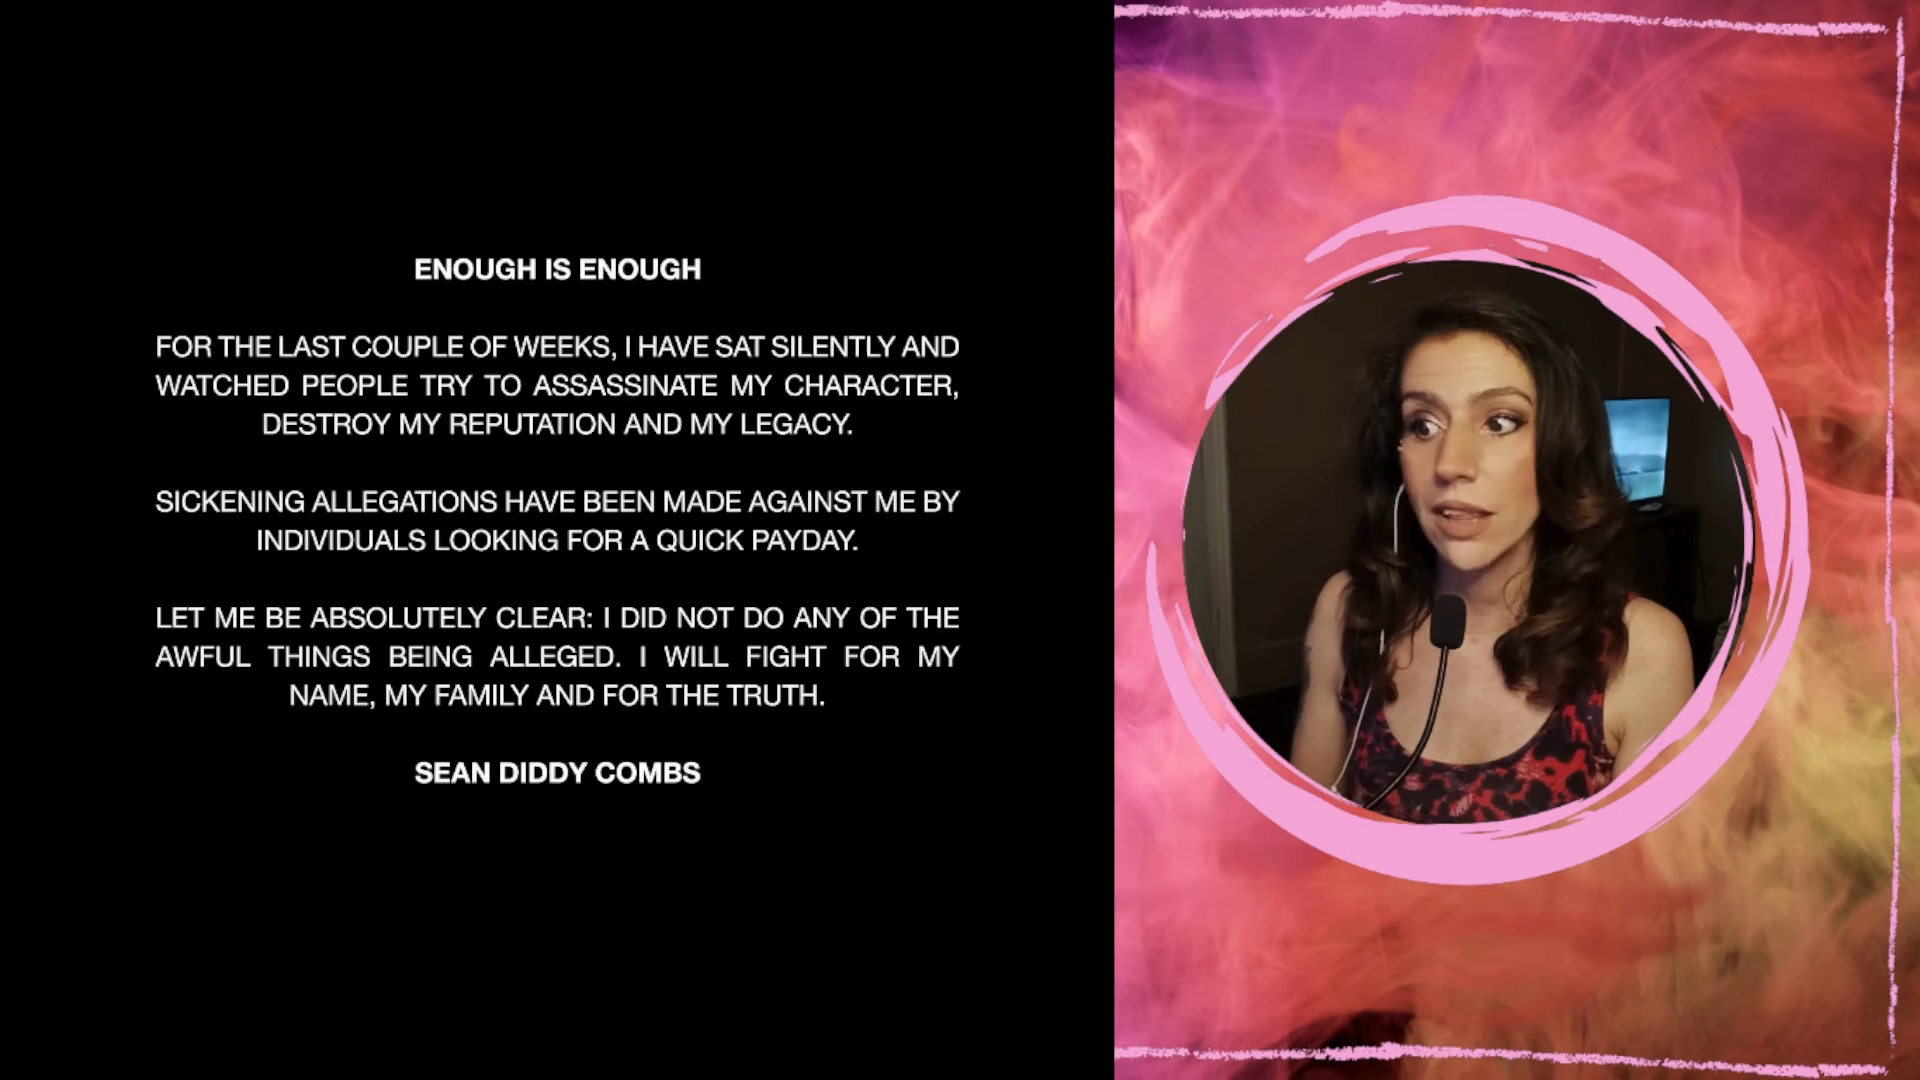 ENOUGH IS ENOUGH
FOR THE LAST COUPLE OF WEEKS, I HAVE SAT SILENTLY AND
WATCHED PEOPLE TRY TO ASSASSINATE MY CHARACTER,
DESTROY MY REPUTATION AND MY LEGACY.
SICKENING ALLEGATIONS HAVE BEEN MADE AGAINST ME BY
INDIVIDUALS LOOKING FOR A QUICK PAYDAY.
LET ME BE ABSOLUTELY CLEAR: I DID NOT DO ANY OF THE
AWFUL THINGS BEING ALLEGED. I WILL FIGHT FOR MY
NAME, MY FAMILY AND FOR THE TRUTH.
SEAN DIDDY COMBS